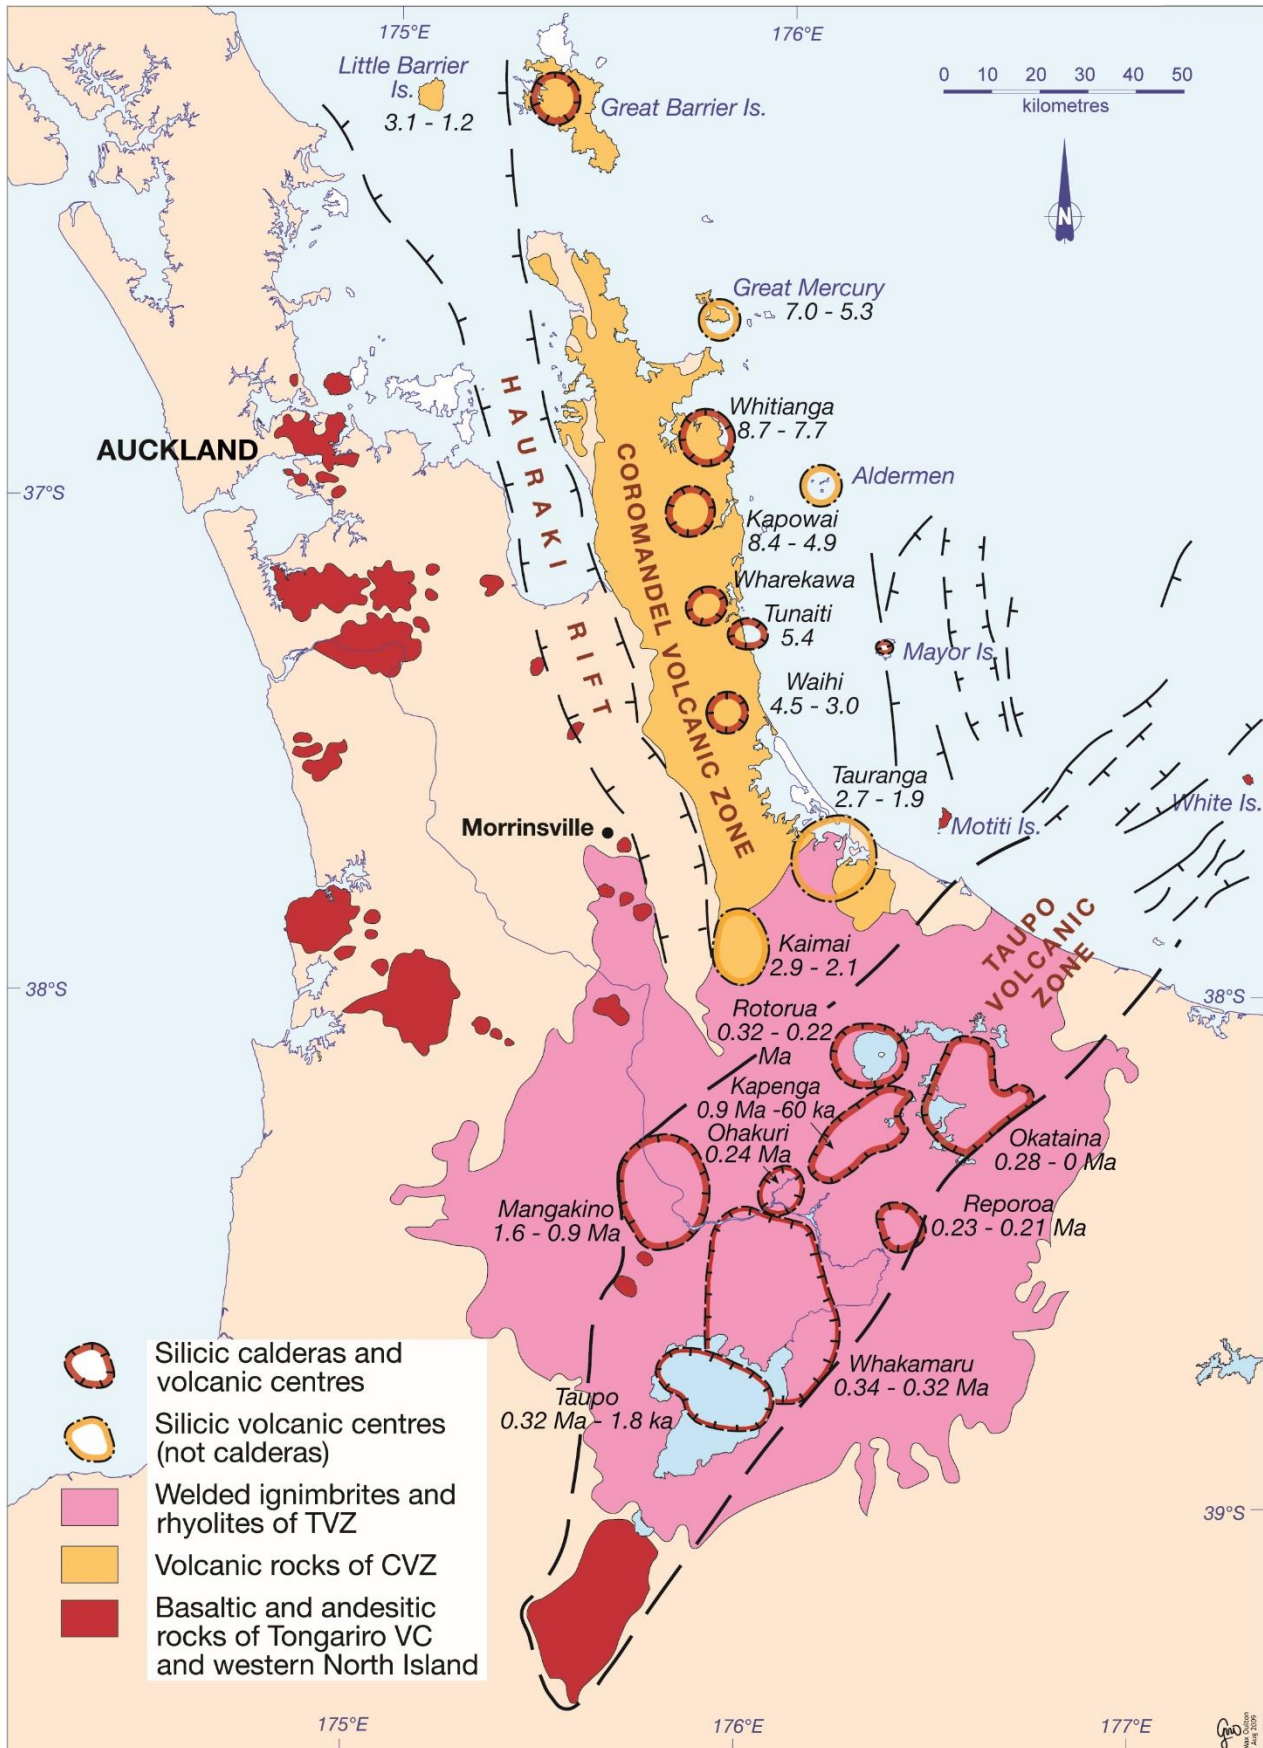 175°E
176°E
Little Barrier
Is.
3.1 - 1.2
Great Barrier Is.
0 10 20 30 40 50
kilometres
N
Great Mercury
7.0 - 5.3
HAURAKI
RIFT
Whitianga
8.7 - 7.7
AUCKLAND
COROMANDEL VOLCANIC ZONE
Aldermen
37°S
Kapowai
8.4 - 4.9
Wharekawa
Tunaiti
5.4
Mayor Is.
Waihi
4.5 - 3.0
Tauranga
2.7 - 1.9
White Is.
Motiti Is.
Morrinsville
TAUPO
VOLCANIC
ZONE
Kaimai
2.9 - 2.1
38°S
38°S
Rotorua
0.32 - 0.22
Ma
Kapenga
0.9 Ma -60 ka
Ohakuri
0.24 Ma
Okataina
0.28 - 0 Ma
Mangakino
1.6 - 0.9 Ma
Reporoa
0.23 - 0.21 Ma
Whakamaru
0.34 - 0.32 Ma
Taupo
0.32 Ma - 1.8 ka
Silicic calderas and
volcanic centres
Silicic volcanic centres
(not calderas)
Welded ignimbrites and
rhyolites of TVZ
Volcanic rocks of CVZ
Basaltic and andesitic
rocks of Tongariro VC
and western North Island
39°S
175°E
176°E
177°E
Max Oulton
Aug 2009